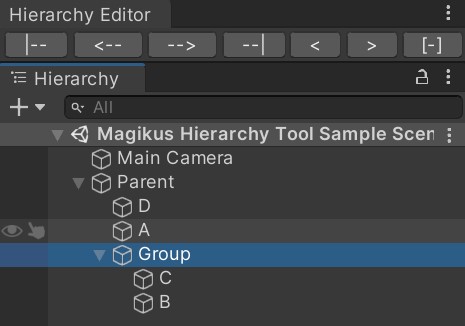 Hierarchy Editor
|-- <-- --> --| < > [-]
Hierarchy
All
Magikus Hierarchy Tool Sample Scen
Main Camera
Parent
D
A
Group
C
B